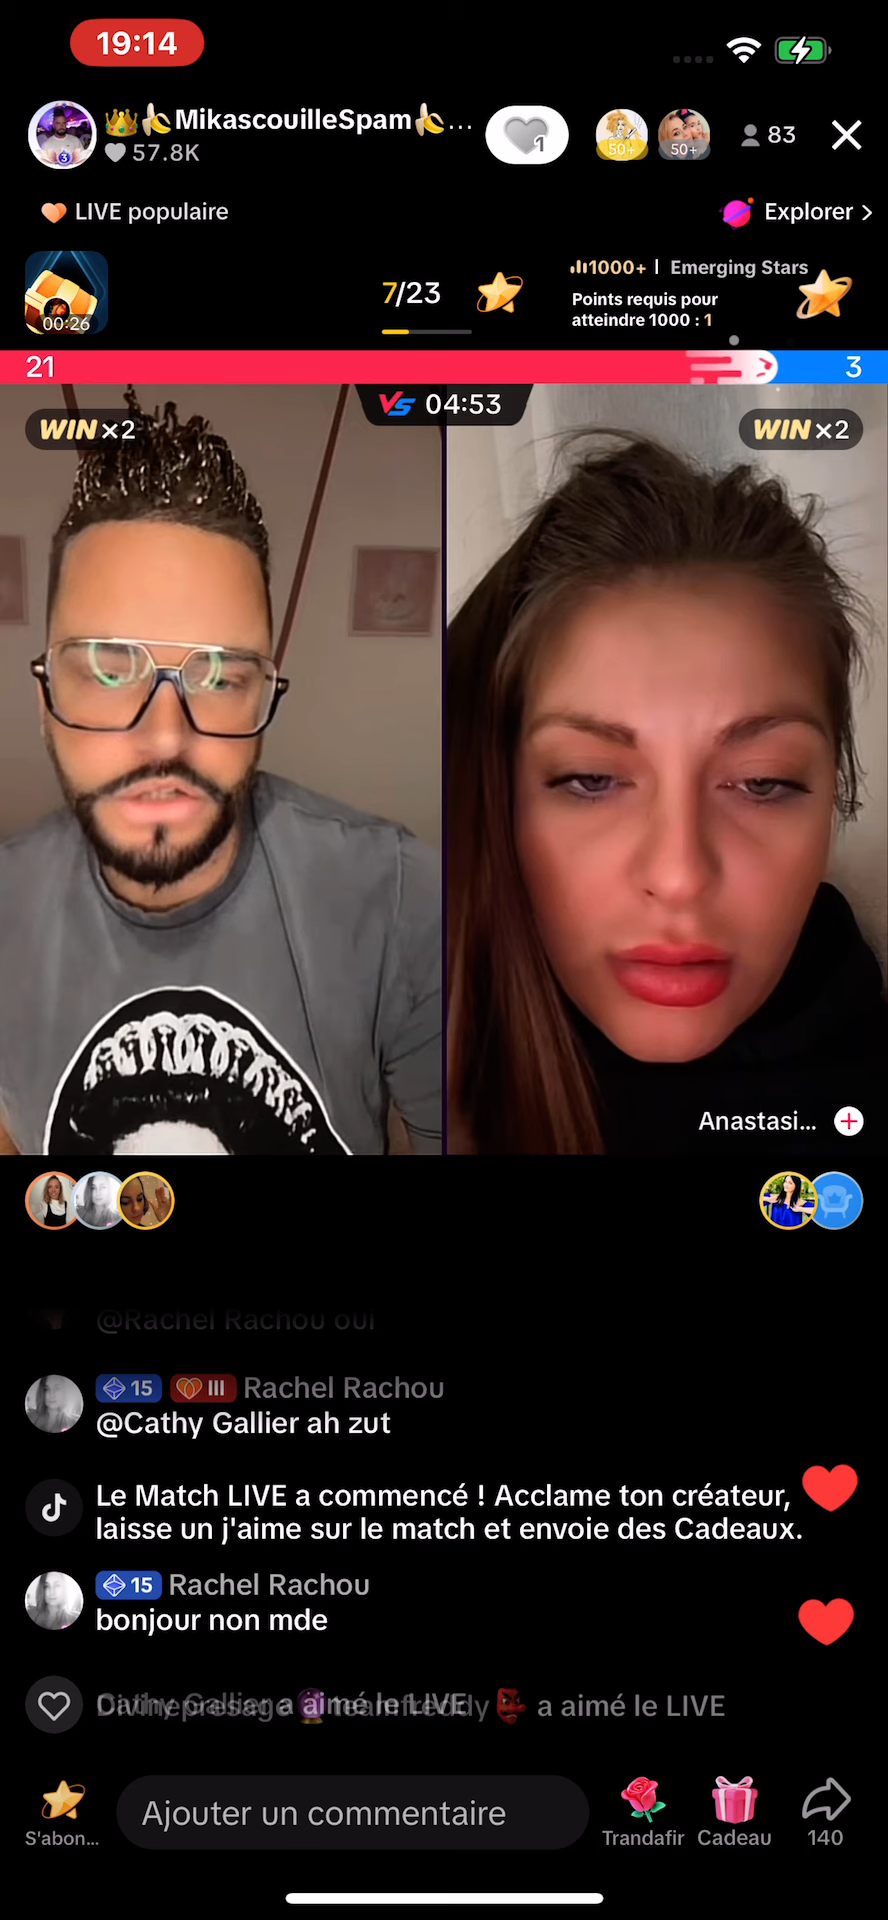 19:14
👑🍌MikascouilleSpam🍌...
57.8K
1
50+
50+
83
LIVE populaire
Explorer >
00:26
7/23
1000+ | Emerging Stars
Points requis pour
atteindre 1000 : 1
21
3
VS 04:53
WIN x2
WIN x2
Anastasi...
@Rachel Rachou oui
15 III Rachel Rachou
@Cathy Gallier ah zut
Le Match LIVE a commencé ! Acclame ton créateur,
laisse un j'aime sur le match et envoie des Cadeaux.
15 Rachel Rachou
bonjour non mde
a aimé le LIVE
S'abon...
Ajouter un commentaire
Trandafir
Cadeau
140